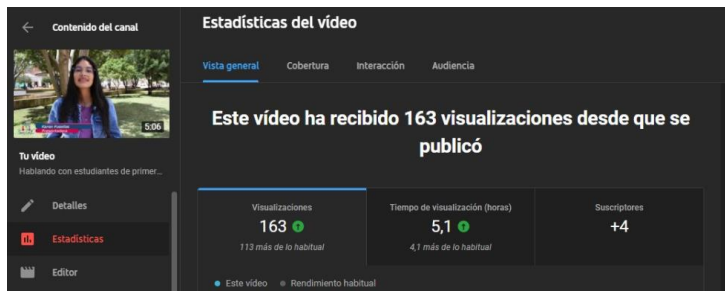 Contenido del canal
5:06
Tu vídeo
Hablando con estudiantes de primer...
Detalles
Estadísticas
Editor
Estadísticas del vídeo
Vista general Cobertura Interacción Audiencia
Este vídeo ha recibido 163 visualizaciones desde que se
publicó
Visualizaciones
163
113 más de lo habitual
Tiempo de visualización (horas)
5,1
4,1 más de lo habitual
Suscriptores
+4
Este vídeo Rendimiento habitual